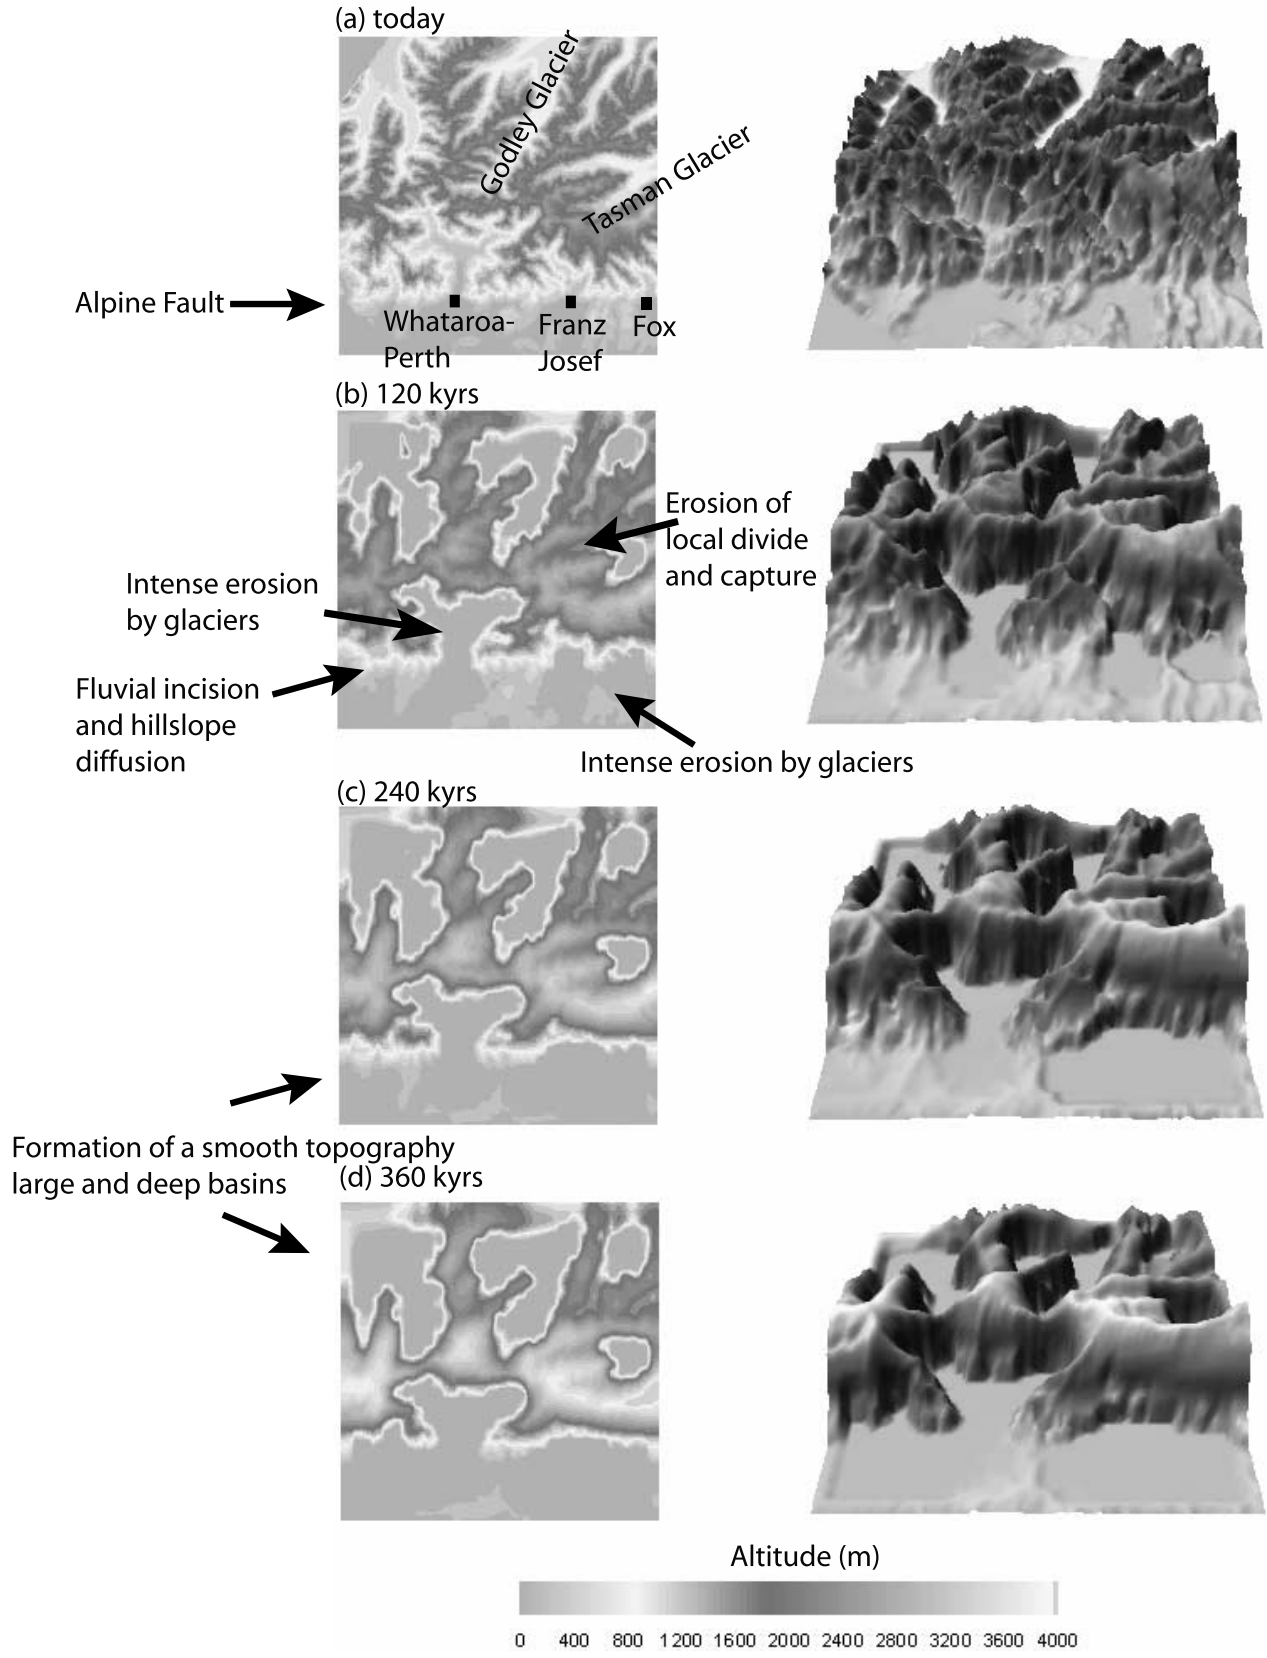 (a) today
Godley Glacier
Tasman Glacier
Alpine Fault
Whataroa-
Perth
Franz
Josef
Fox
(b) 120 kyrs
Erosion of
local divide
and capture
Intense erosion
by glaciers
Fluvial incision
and hillslope
diffusion
Intense erosion by glaciers
(c) 240 kyrs
Formation of a smooth topography
large and deep basins
(d) 360 kyrs
Altitude (m)
0 400 800 1200 1600 2000 2400 2800 3200 3600 4000